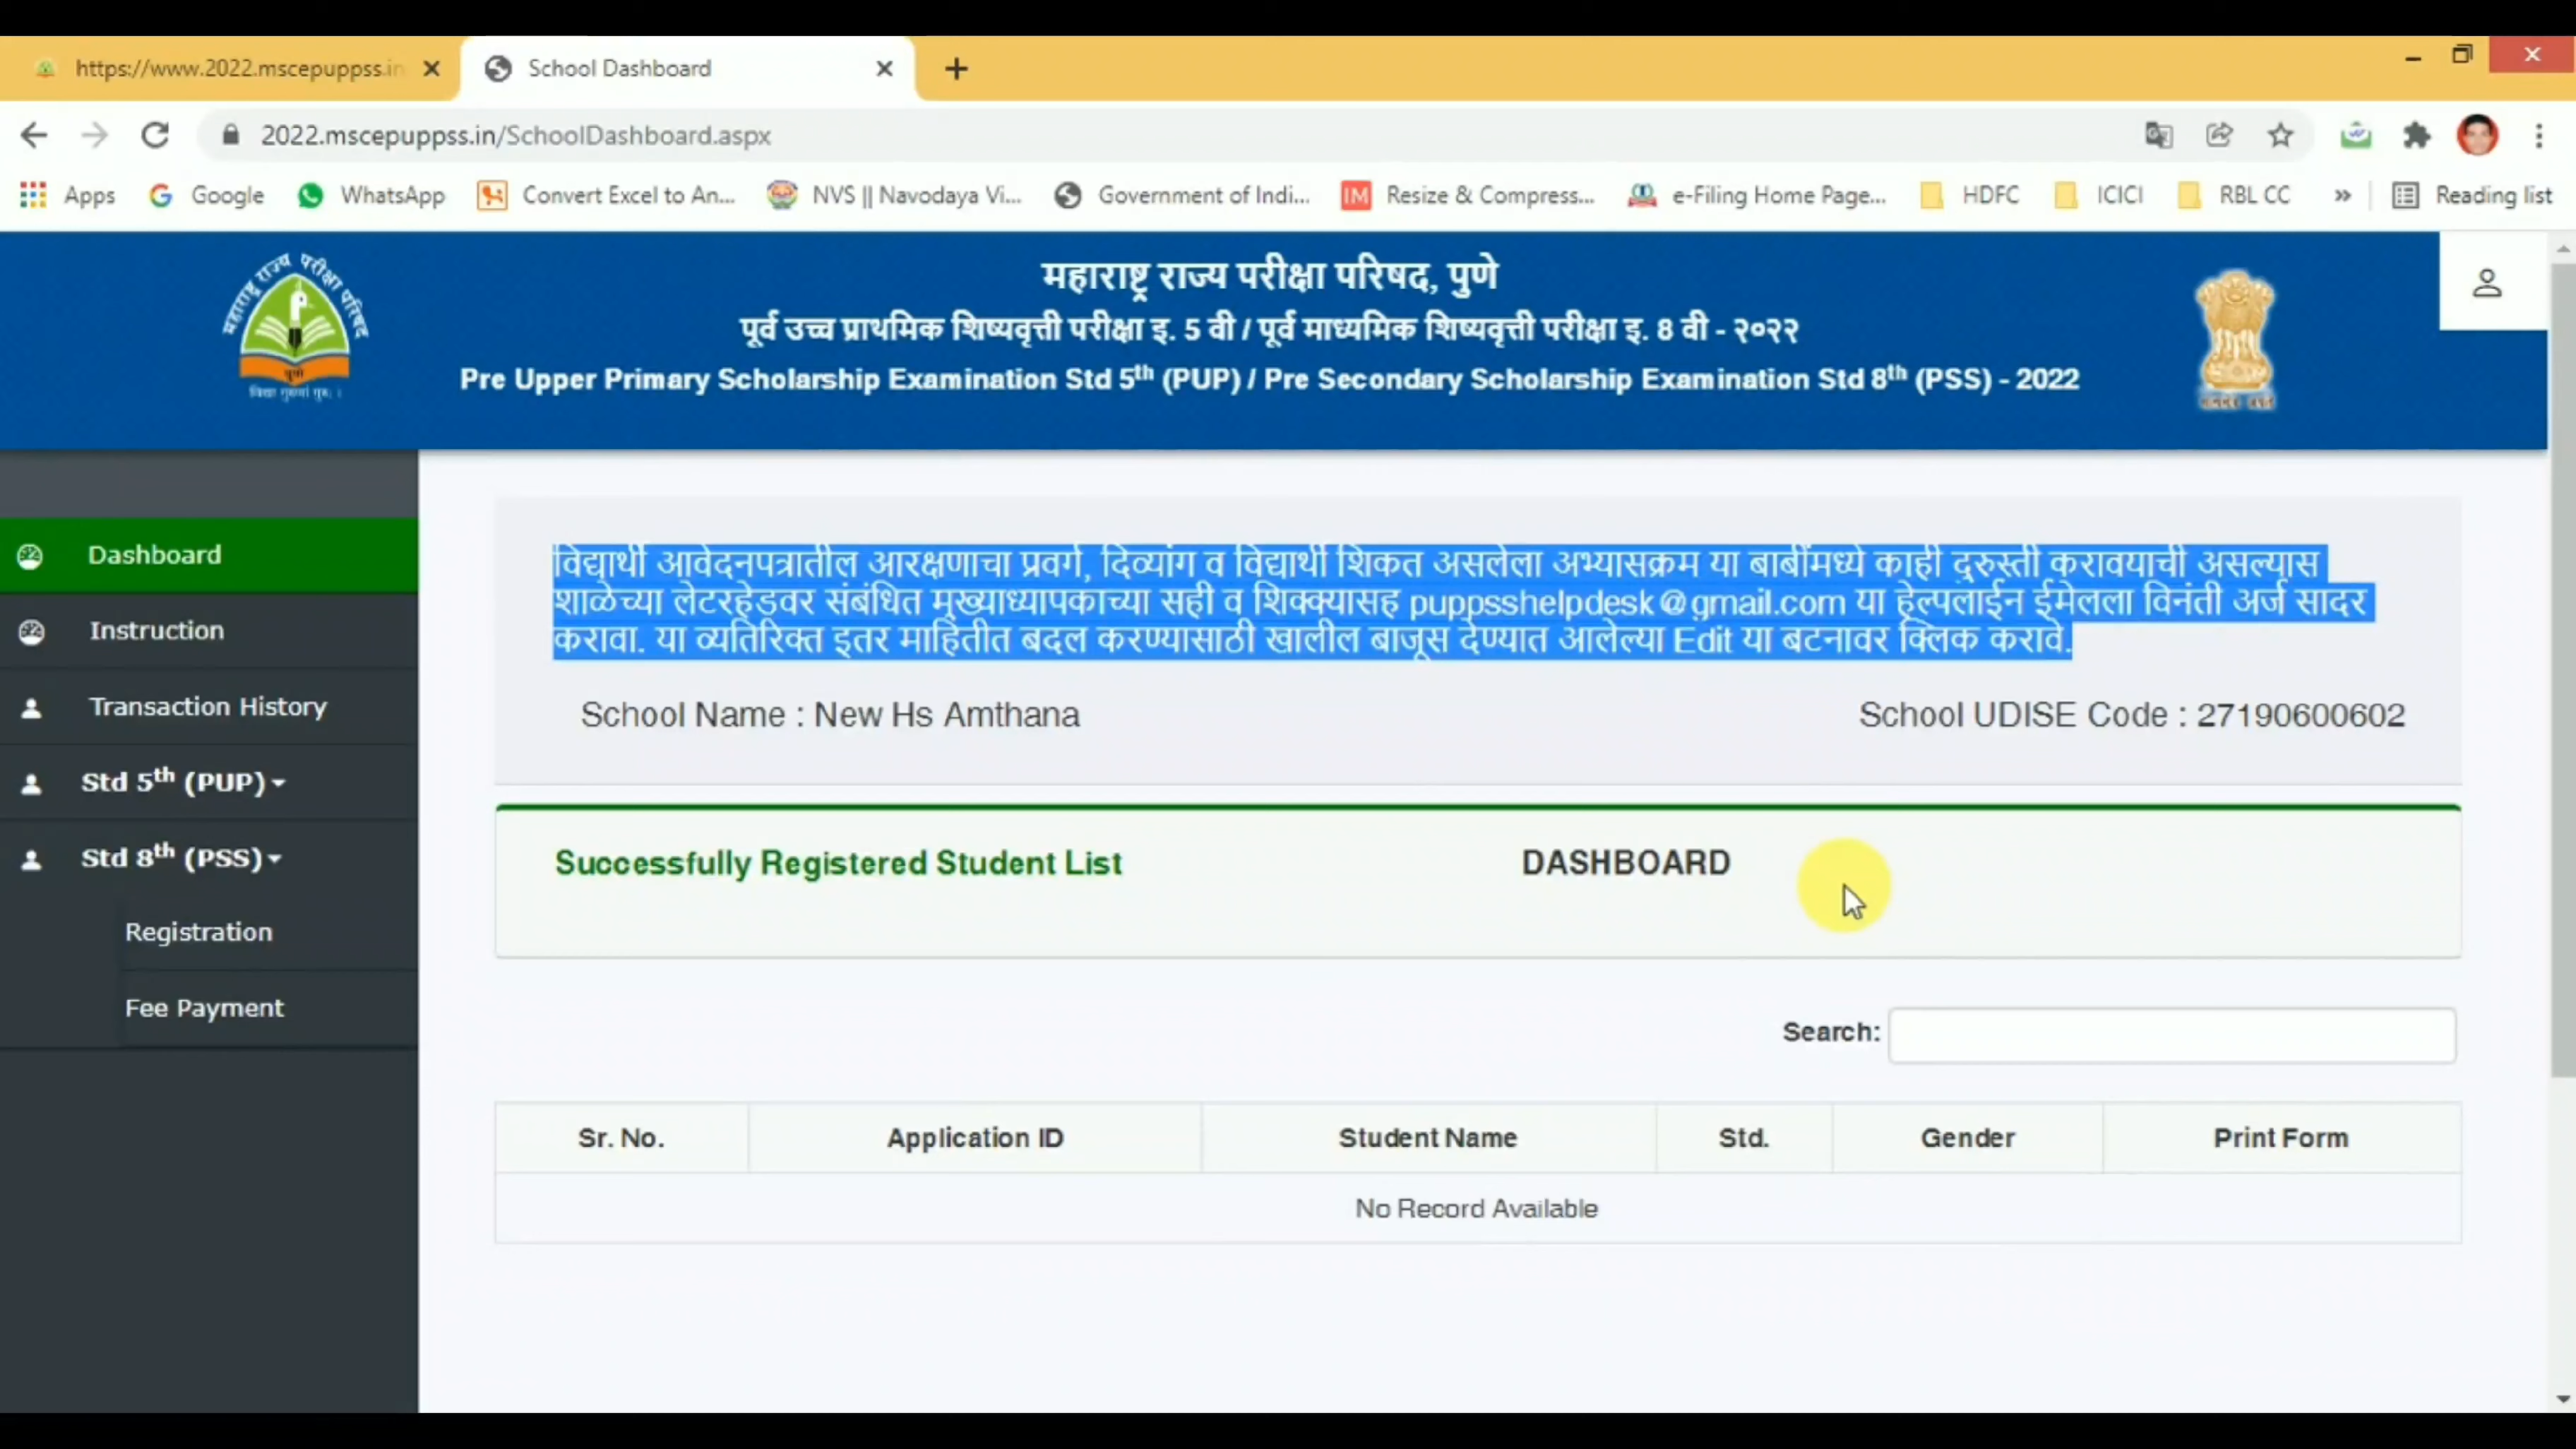 https://www.2022.mscepuppss.in
School Dashboard
2022.mscepuppss.in/SchoolDashboard.aspx
Apps Google WhatsApp Convert Excel to An... NVS || Navodaya Vi... Government of Indi... IM Resize & Compress... e-Filing Home Page... HDFC ICICI RBL CC » Reading list
महाराष्ट्र राज्य परीक्षा परिषद
पुणे
महाराष्ट्र राज्य परीक्षा परिषद, पुणे
पूर्व उच्च प्राथमिक शिष्यवृत्ती परीक्षा इ. 5 वी / पूर्व माध्यमिक शिष्यवृत्ती परीक्षा इ. 8 वी - २०२२
Pre Upper Primary Scholarship Examination Std 5th (PUP) / Pre Secondary Scholarship Examination Std 8th (PSS) - 2022
Dashboard
Instruction
Transaction History
Std 5th (PUP)
Std 8th (PSS)
Registration
Fee Payment
विद्यार्थी आवेदनपत्रातील आरक्षणाचा प्रवर्ग, दिव्यांग व विद्यार्थी शिकत असलेला अभ्यासक्रम या बाबींमध्ये काही दुरुस्ती करावयाची असल्यास
शाळेच्या लेटरहेडवर संबंधित मुख्याध्यापकाच्या सही व शिक्क्यासह puppsshelpdesk@gmail.com या हेल्पलाईन ईमेलला विनंती अर्ज सादर
करावा. या व्यतिरिक्त इतर माहितीत बदल करण्यासाठी खालील बाजूस देण्यात आलेल्या Edit या बटनावर क्लिक करावे.
School Name : New Hs Amthana School UDISE Code : 27190600602
Successfully Registered Student List DASHBOARD
Search:
Sr. No. Application ID Student Name Std. Gender Print Form
No Record Available